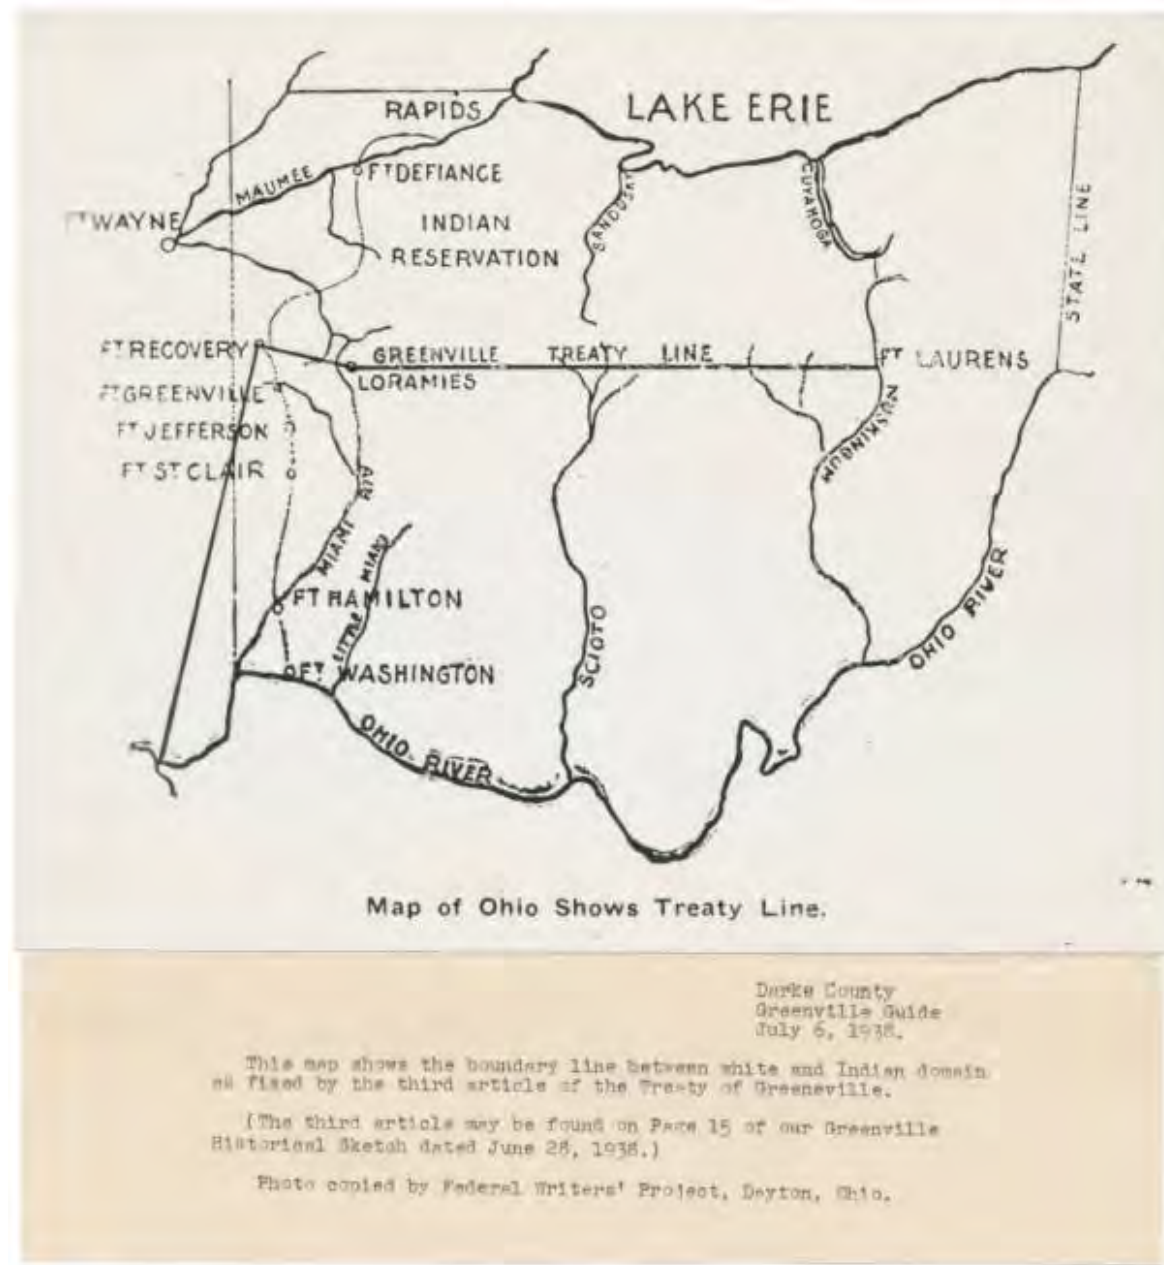 LAKE ERIE
RAPIDS
FT DEFIANCE
MAUMEE
FT WAYNE
INDIAN
RESERVATION
SANDUSKY
CUYAHOGA
STATE LINE
FT RECOVERY
GREENVILLE TREATY LINE
FT LAURENS
LORAMIES
FT GREENVILLE
FT JEFFERSON
FT ST CLAIR
MUSKINGUM
MIAMI RIV
LITTLE MIAMI
FT HAMILTON
SCIOTO
OHIO RIVER
FT WASHINGTON
OHIO RIVER
Map of Ohio Shows Treaty Line.
Darke County
Greenville Guide
July 6, 1938.
This map shows the boundary line between white and Indian domain
as fixed by the third article of the Treaty of Greeneville.
(The third article may be found on Page 15 of our Greenville
Historical Sketch dated June 28, 1938.)
Photo copied by Federal Writers' Project, Dayton, Ohio.